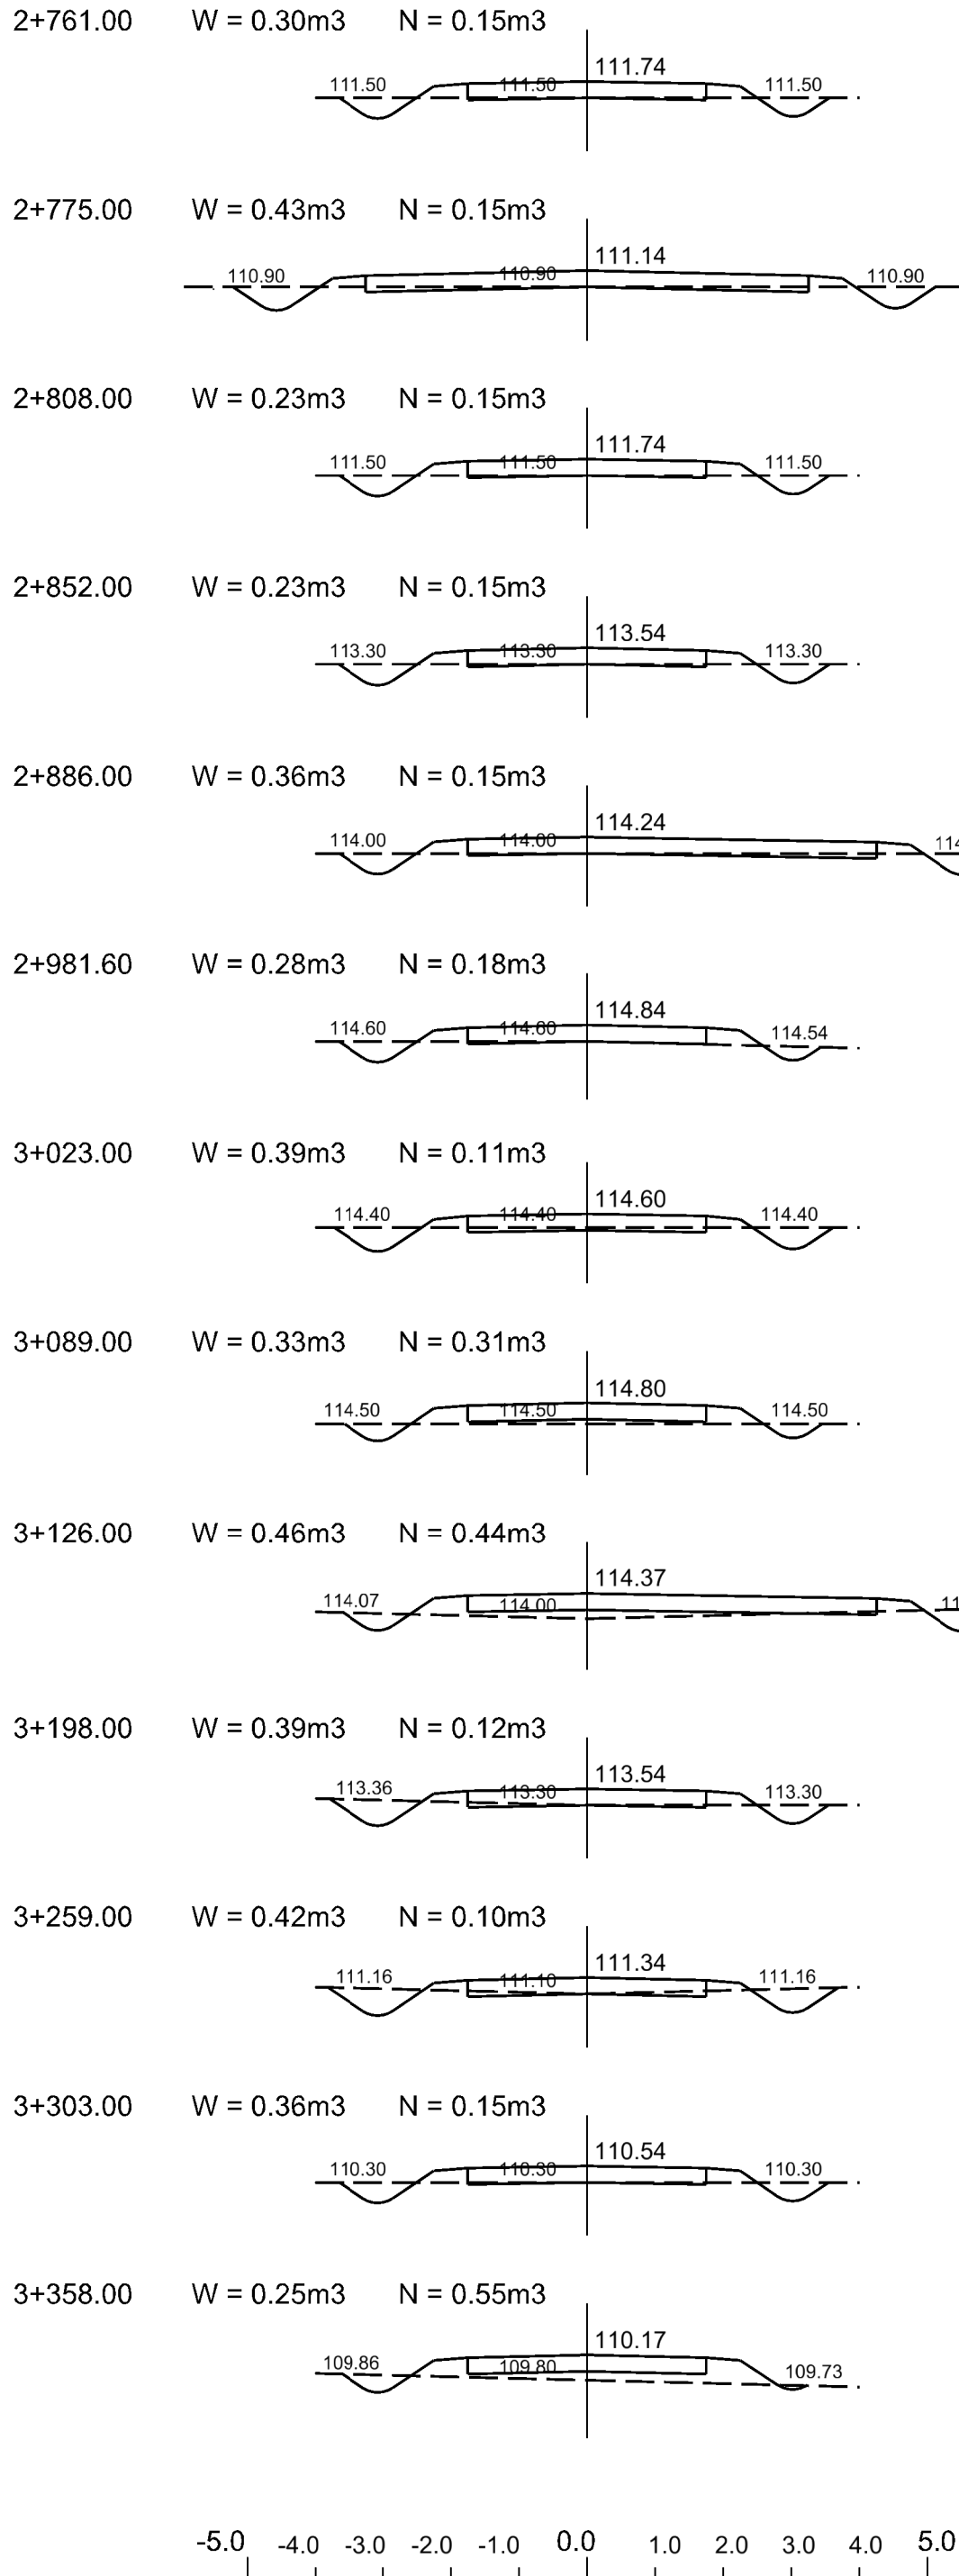 2+761.00 W = 0.30m3 N = 0.15m3
111.74
111.50 111.50 111.50
2+775.00 W = 0.43m3 N = 0.15m3
111.14
110.90 110.90 110.90
2+808.00 W = 0.23m3 N = 0.15m3
111.74
111.50 111.50 111.50
2+852.00 W = 0.23m3 N = 0.15m3
113.54
113.30 113.30 113.30
2+886.00 W = 0.36m3 N = 0.15m3
114.24
114.00 114.00
2+981.60 W = 0.28m3 N = 0.18m3
114.84
114.60 114.60 114.54
3+023.00 W = 0.39m3 N = 0.11m3
114.60
114.40 114.40 114.40
3+089.00 W = 0.33m3 N = 0.31m3
114.80
114.50 114.50 114.50
3+126.00 W = 0.46m3 N = 0.44m3
114.37
114.07 114.00
3+198.00 W = 0.39m3 N = 0.12m3
113.54
113.36 113.30 113.30
3+259.00 W = 0.42m3 N = 0.10m3
111.34
111.16 111.10 111.16
3+303.00 W = 0.36m3 N = 0.15m3
110.54
110.30 110.30 110.30
3+358.00 W = 0.25m3 N = 0.55m3
110.17
109.86 109.80 109.73
-5.0 -4.0 -3.0 -2.0 -1.0 0.0 1.0 2.0 3.0 4.0 5.0